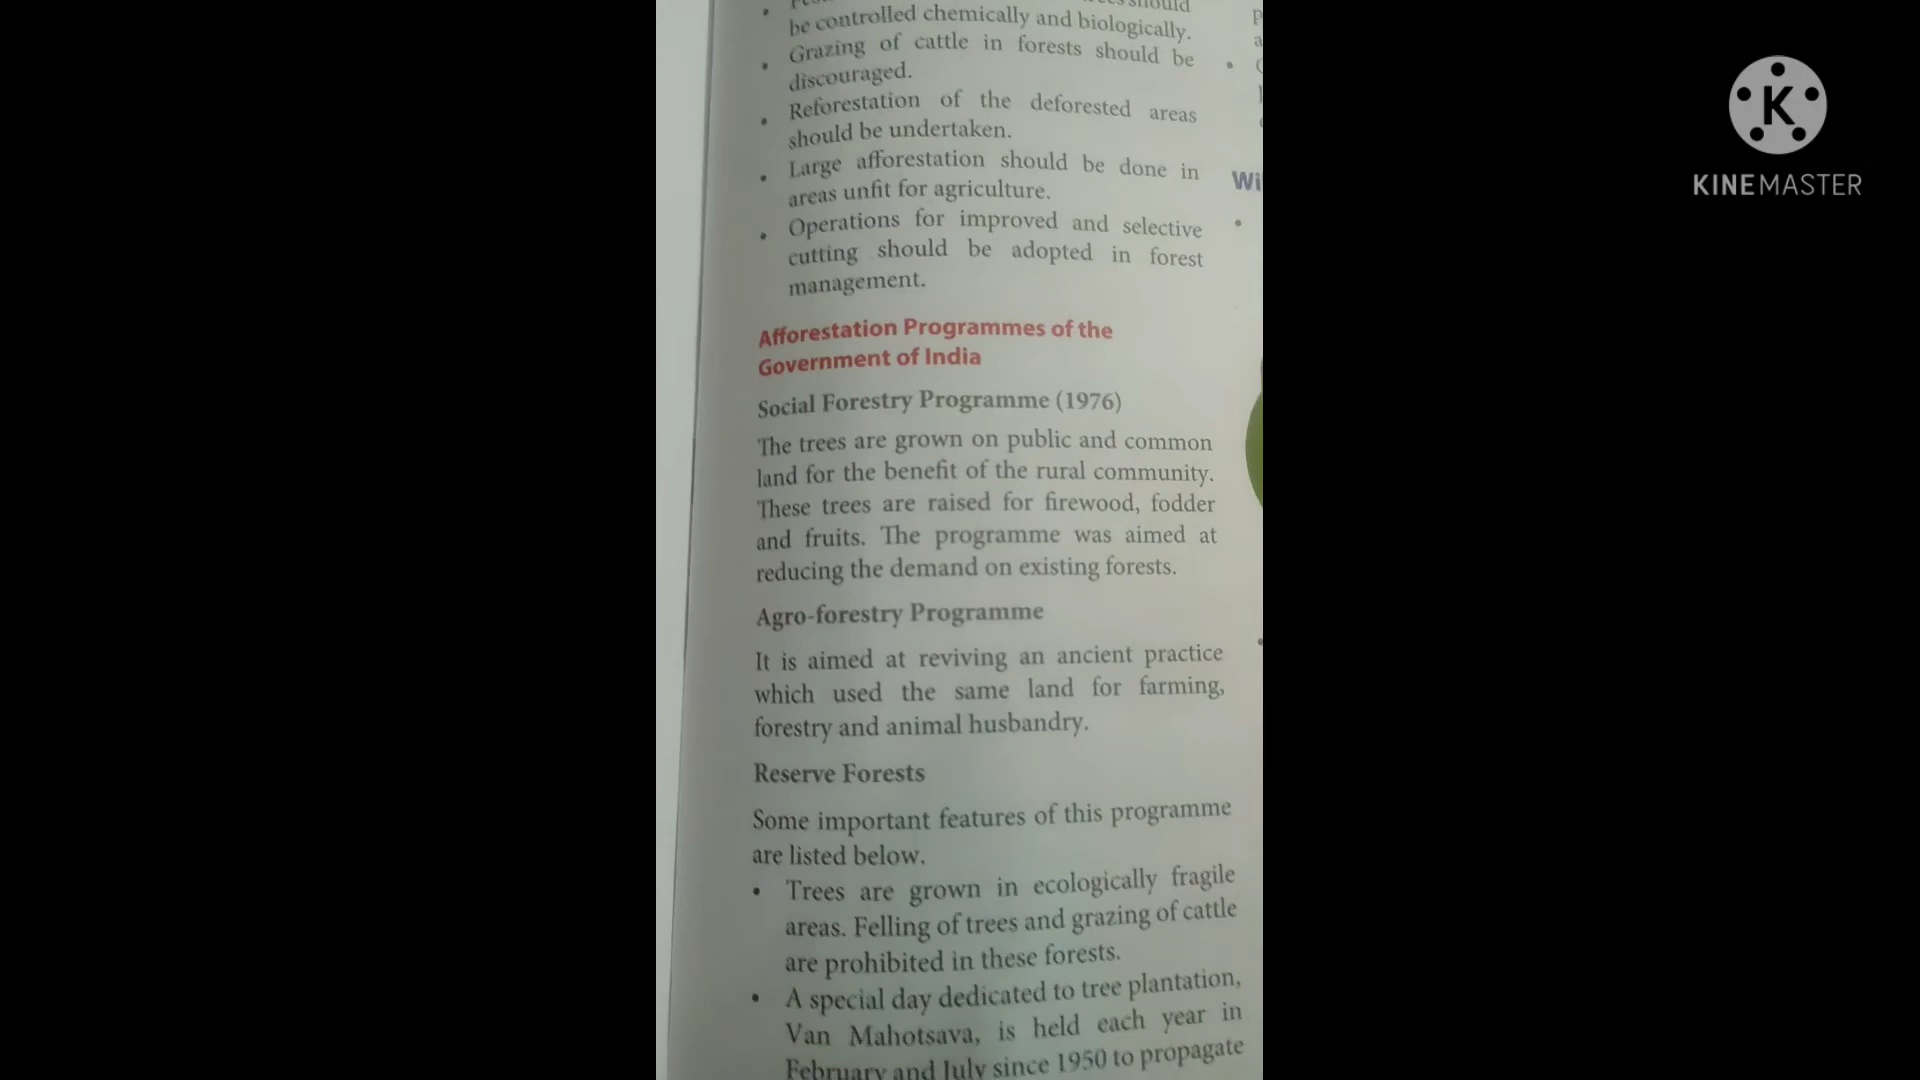 should
be controlled chemically and biologically.
• Grazing of cattle in forests should be
discouraged.
• Reforestation of the deforested areas
should be undertaken.
• Large afforestation should be done in
areas unfit for agriculture.
• Operations for improved and selective
cutting should be adopted in forest
management.
Afforestation Programmes of the
Government of India
Social Forestry Programme (1976)
The trees are grown on public and common
land for the benefit of the rural community.
These trees are raised for firewood, fodder
and fruits. The programme was aimed at
reducing the demand on existing forests.
Agro-forestry Programme
It is aimed at reviving an ancient practice
which used the same land for farming,
forestry and animal husbandry.
Reserve Forests
Some important features of this programme
are listed below.
• Trees are grown in ecologically fragile
areas. Felling of trees and grazing of cattle
are prohibited in these forests.
• A special day dedicated to tree plantation,
Van Mahotsava, is held each year in
February and July since 1950 to propagate
Wi
K
KINEMASTER